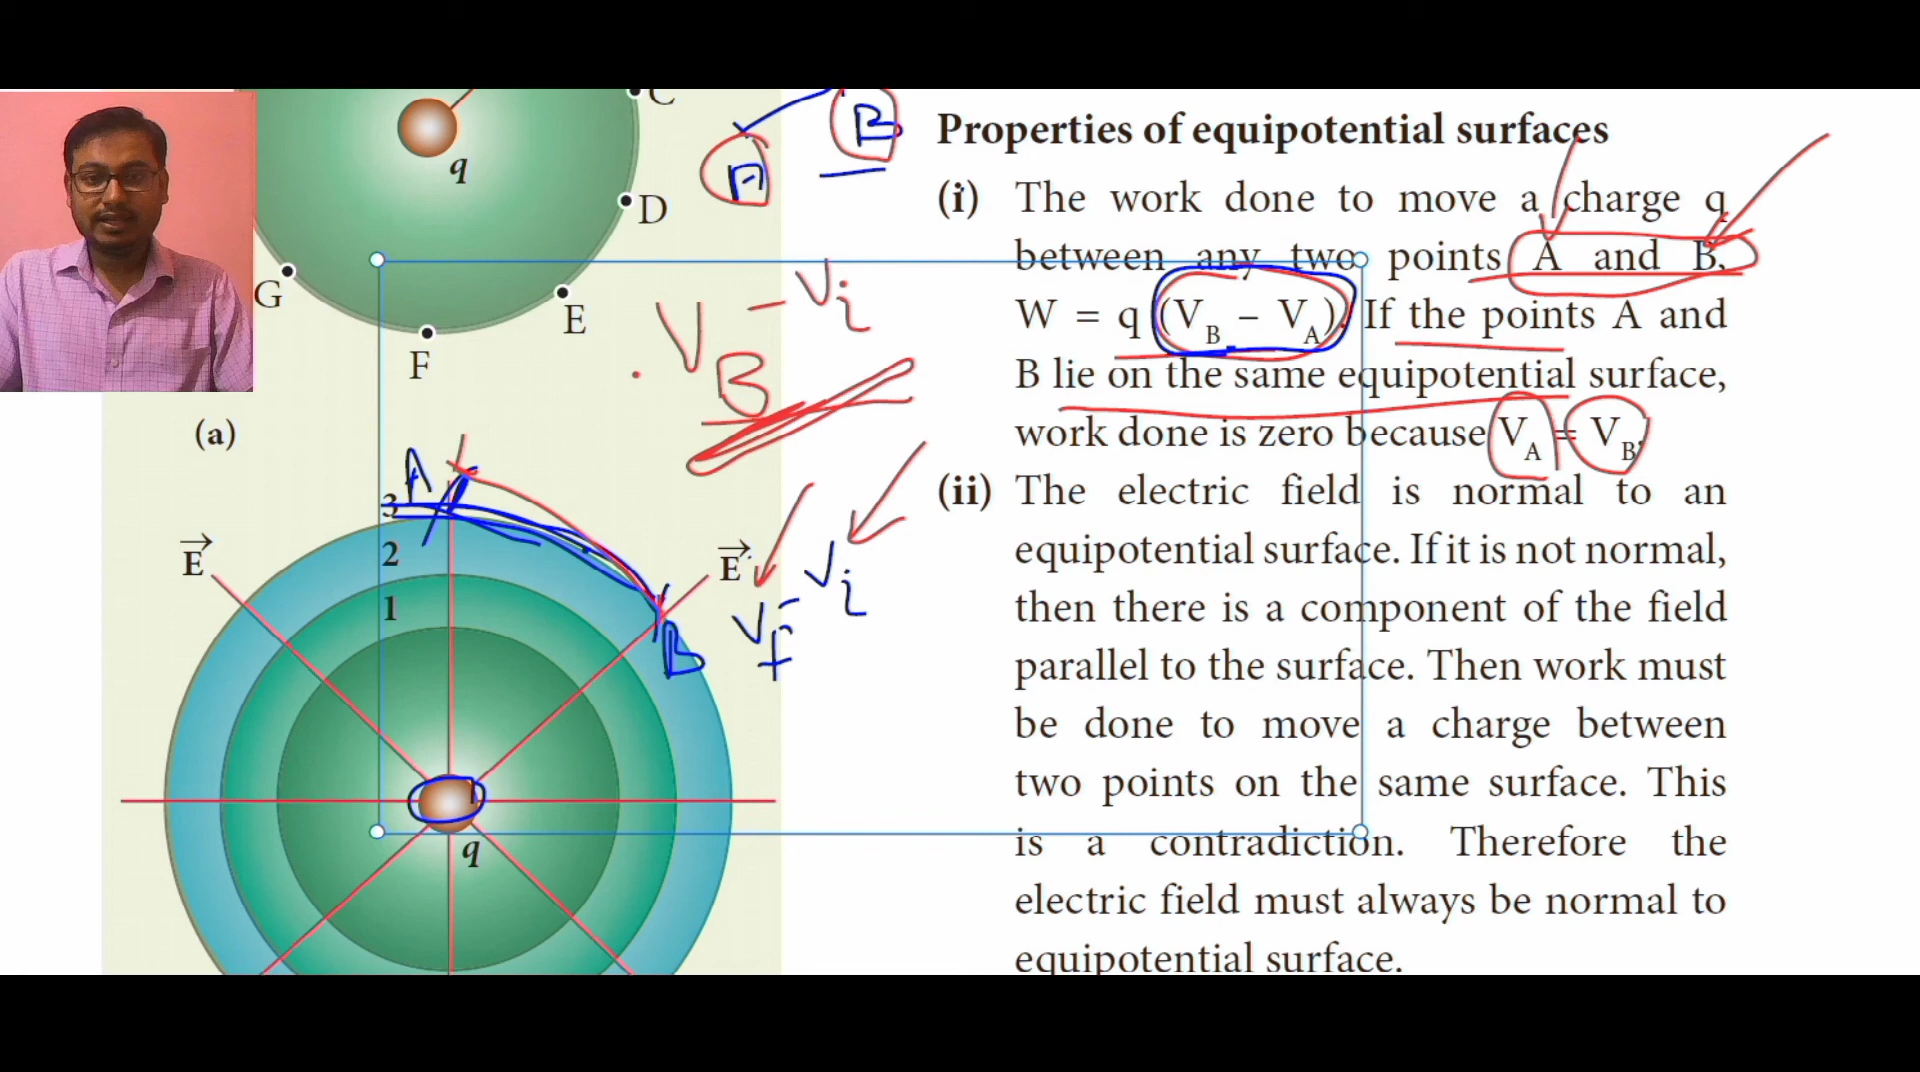 C
q
D
G
E
F
(a)
A
B
V_B - V_i
Properties of equipotential surfaces
(i) The work done to move a charge q
between any two points A and B,
W = q (V_B – V_A). If the points A and
B lie on the same equipotential surface,
work done is zero because V_A = V_B.
(ii) The electric field is normal to an
equipotential surface. If it is not normal,
then there is a component of the field
parallel to the surface. Then work must
be done to move a charge between
two points on the same surface. This
is a contradiction. Therefore the
electric field must always be normal to
equipotential surface.
A
3
2
1
E
E
B
V_f - V_i
q